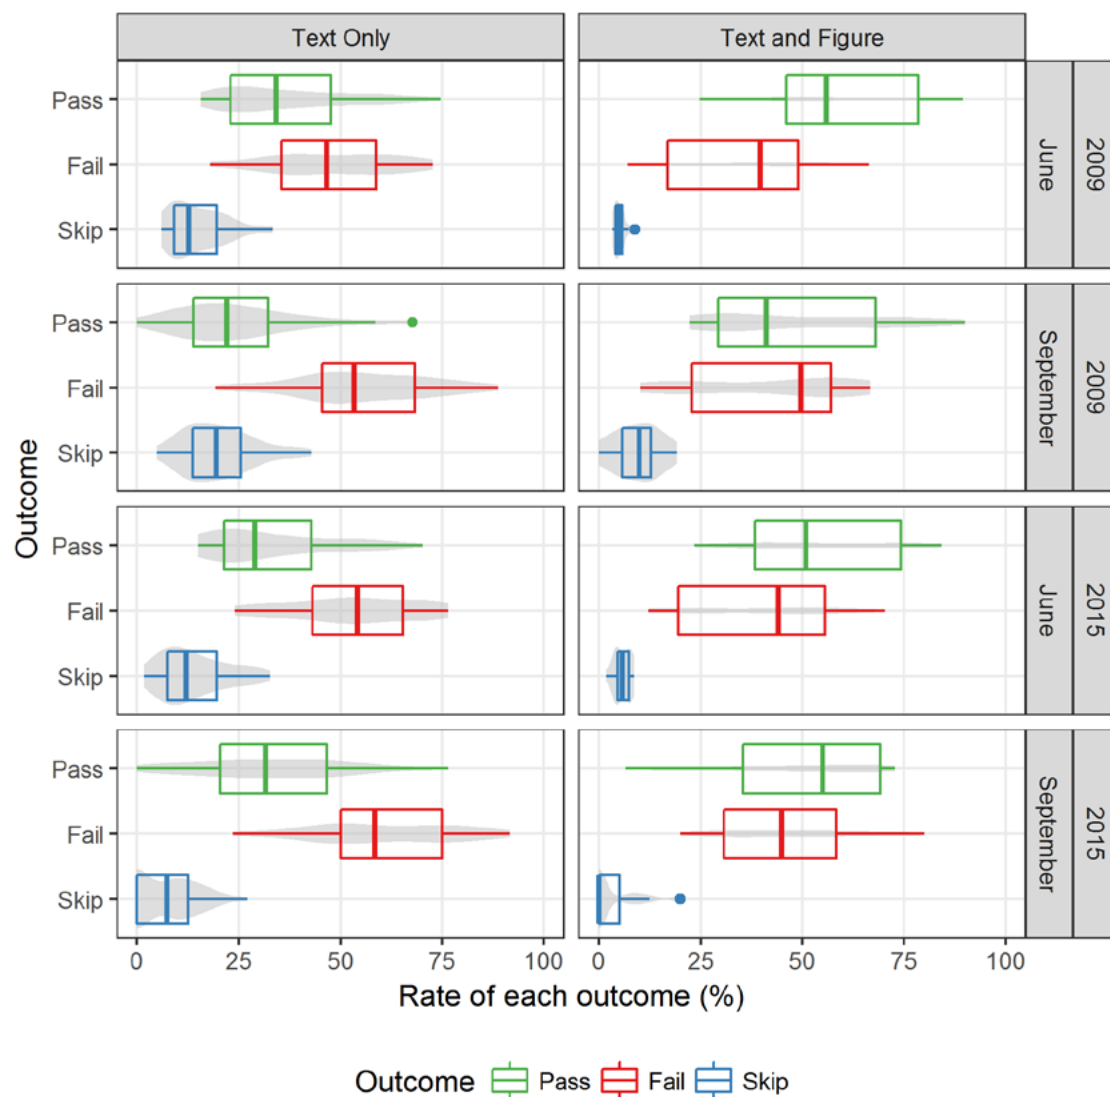 Text Only
Text and Figure
Pass
Fail
Skip
June
2009
Pass
Fail
Skip
September
2009
Pass
Fail
Skip
June
2015
Pass
Fail
Skip
September
2015
Outcome
0 25 50 75 100
0 25 50 75 100
Rate of each outcome (%)
Outcome Pass Fail Skip